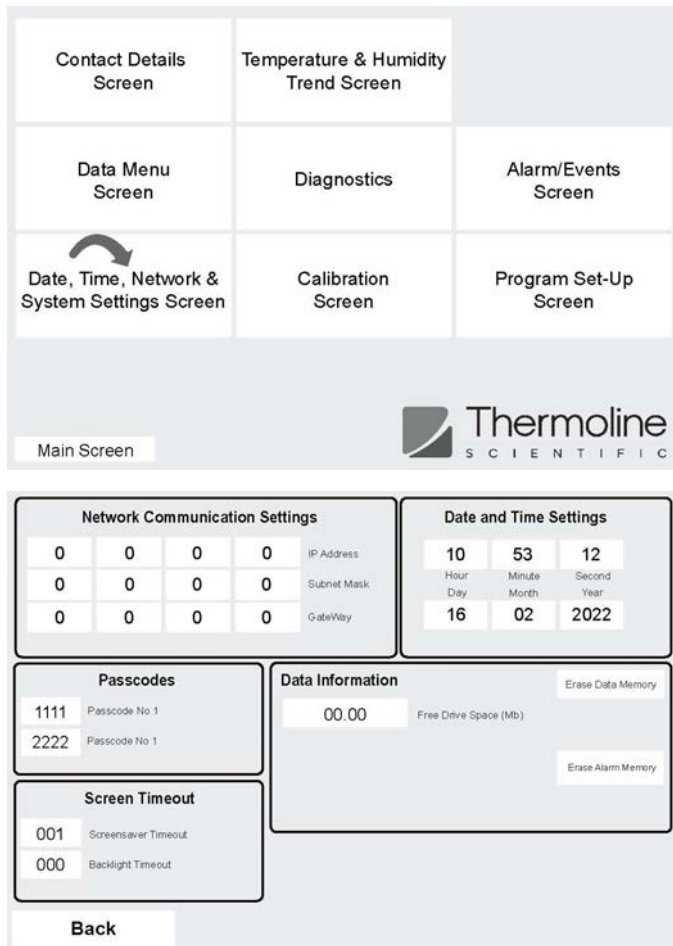 Contact Details
Screen
Temperature & Humidity
Trend Screen
Data Menu
Screen
Diagnostics
Alarm/Events
Screen
Date, Time, Network &
System Settings Screen
Calibration
Screen
Program Set-Up
Screen
Main Screen
Thermoline
SCIENTIFIC
Network Communication Settings
0 0 0 0 IP Address
0 0 0 0 Subnet Mask
0 0 0 0 GateWay
Date and Time Settings
10 53 12
Hour Minute Second
Day Month Year
16 02 2022
Passcodes
1111 Passcode No 1
2222 Passcode No 1
Data Information
Erase Data Memory
00.00 Free Drive Space (Mb)
Erase Alarm Memory
Screen Timeout
001 Screensaver Timeout
000 Backlight Timeout
Back